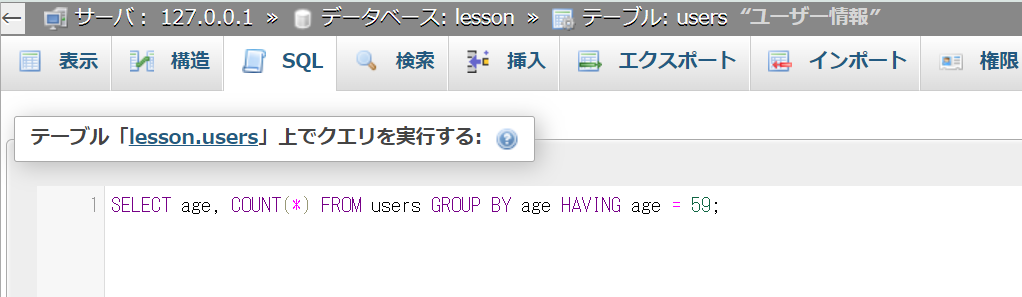 ← サーバ: 127.0.0.1 » データベース: lesson » テーブル: users “ユーザー情報”
表示 構造 SQL 検索 挿入 エクスポート インポート 権限
テーブル「lesson.users」上でクエリを実行する:
1 SELECT age, COUNT(*) FROM users GROUP BY age HAVING age = 59;